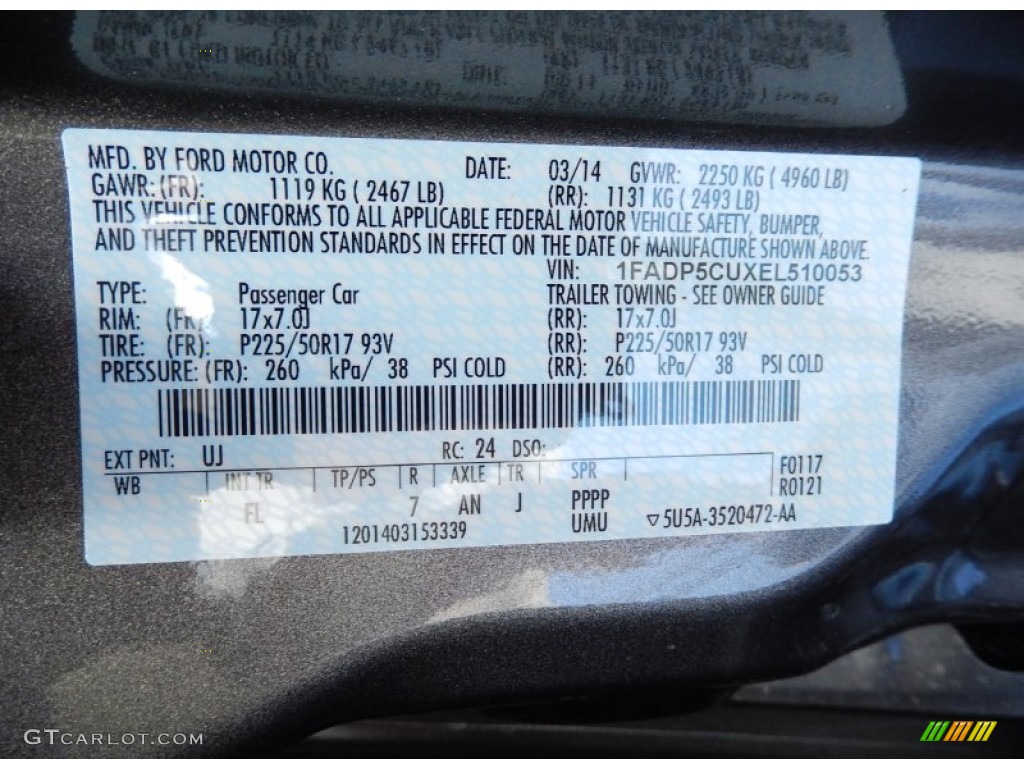 MFD. BY FORD MOTOR CO. DATE: 03/14 GVWR: 2250 KG ( 4960 LB)
GAWR: (FR): 1119 KG ( 2467 LB) (RR): 1131 KG ( 2493 LB)
THIS VEHICLE CONFORMS TO ALL APPLICABLE FEDERAL MOTOR VEHICLE SAFETY, BUMPER,
AND THEFT PREVENTION STANDARDS IN EFFECT ON THE DATE OF MANUFACTURE SHOWN ABOVE.
VIN: 1FADP5CUXEL510053
TYPE: Passenger Car TRAILER TOWING - SEE OWNER GUIDE
RIM: (FR) 17x7.0J (RR): 17x7.0J
TIRE: (FR): P225/50R17 93V (RR): P225/50R17 93V
PRESSURE: (FR): 260 kPa/ 38 PSI COLD (RR): 260 kPa/ 38 PSI COLD
EXT PNT: UJ RC: 24 DSO:
WB INT TR TP/PS R AXLE TR SPR F0117
R0121
FL 7 AN J PPPP
1201403153339 UMU ▽5U5A-3520472-AA
GTCARLOT.COM